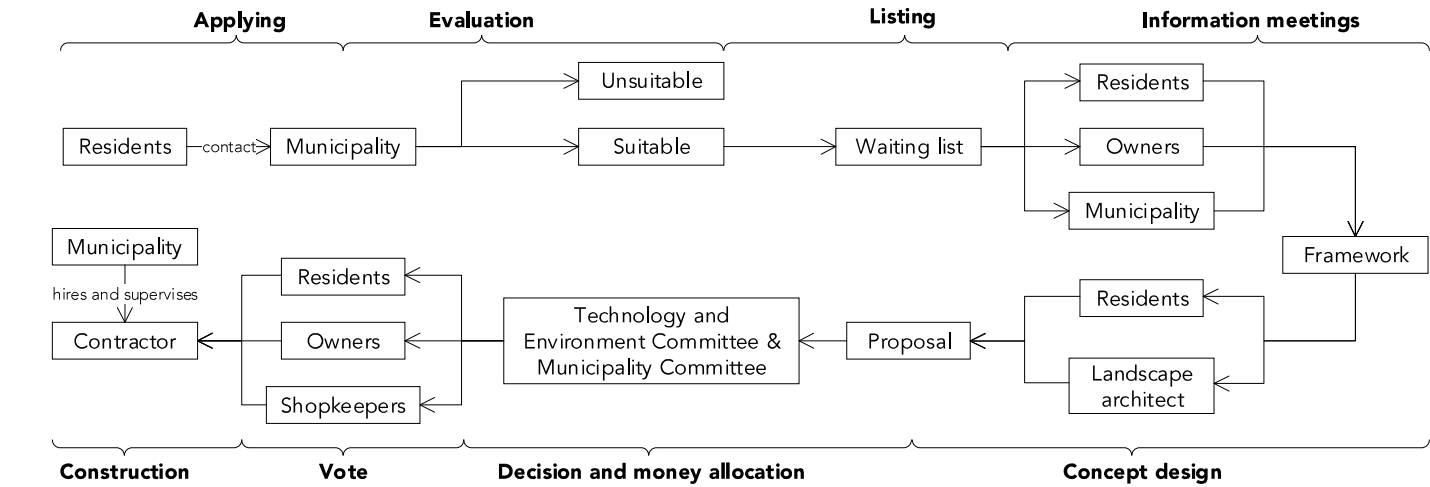 Applying
Evaluation
Listing
Information meetings
Unsuitable
Residents
Residents
contact
Municipality
Suitable
Waiting list
Owners
Municipality
Municipality
Framework
hires and supervises
Residents
Residents
Technology and
Environment Committee &
Municipality Committee
Contractor
Owners
Proposal
Landscape
architect
Shopkeepers
Construction
Vote
Decision and money allocation
Concept design